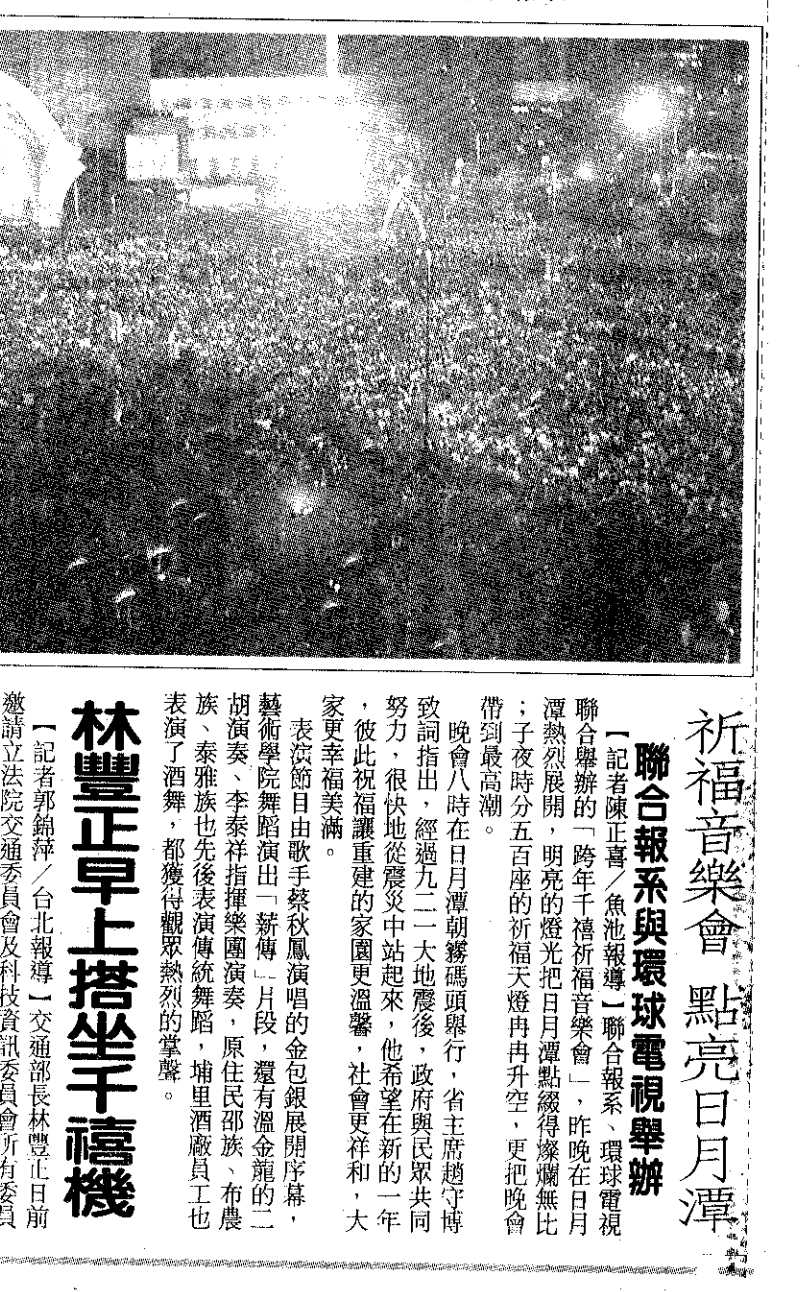 祈福音樂會 點亮日月潭
聯合報系與環球電視舉辦
【記者陳正喜／魚池報導】聯合報系、環球電視
聯合舉辦的「跨年千禧祈福音樂會」，昨晚在日月
潭熱烈展開，明亮的燈光把日月潭點綴得燦爛無比
；子夜時分五百座的祈福天燈冉冉升空，更把晚會
帶到最高潮。
晚會八時在日月潭朝霧碼頭舉行，省主席趙守博
致詞指出，經過九二一大地震後，政府與民眾共同
努力，很快地從震災中站起來，他希望在新的一年
，彼此祝福讓重建的家園更溫馨，社會更祥和，大
家更幸福美滿。
表演節目由歌手蔡秋鳳演唱的金包銀展開序幕，
藝術學院舞蹈演出「薪傳」片段，還有溫金龍的二
胡演奏、李泰祥指揮樂團演奏，原住民邵族、布農
族、泰雅族也先後表演傳統舞蹈，埔里酒廠員工也
表演了酒舞，都獲得觀眾熱烈的掌聲。
林豐正早上搭坐千禧機
【記者郭錦萍／台北報導】交通部長林豐正日前
邀請立法院交通委員會及科技資訊委員會所有委員